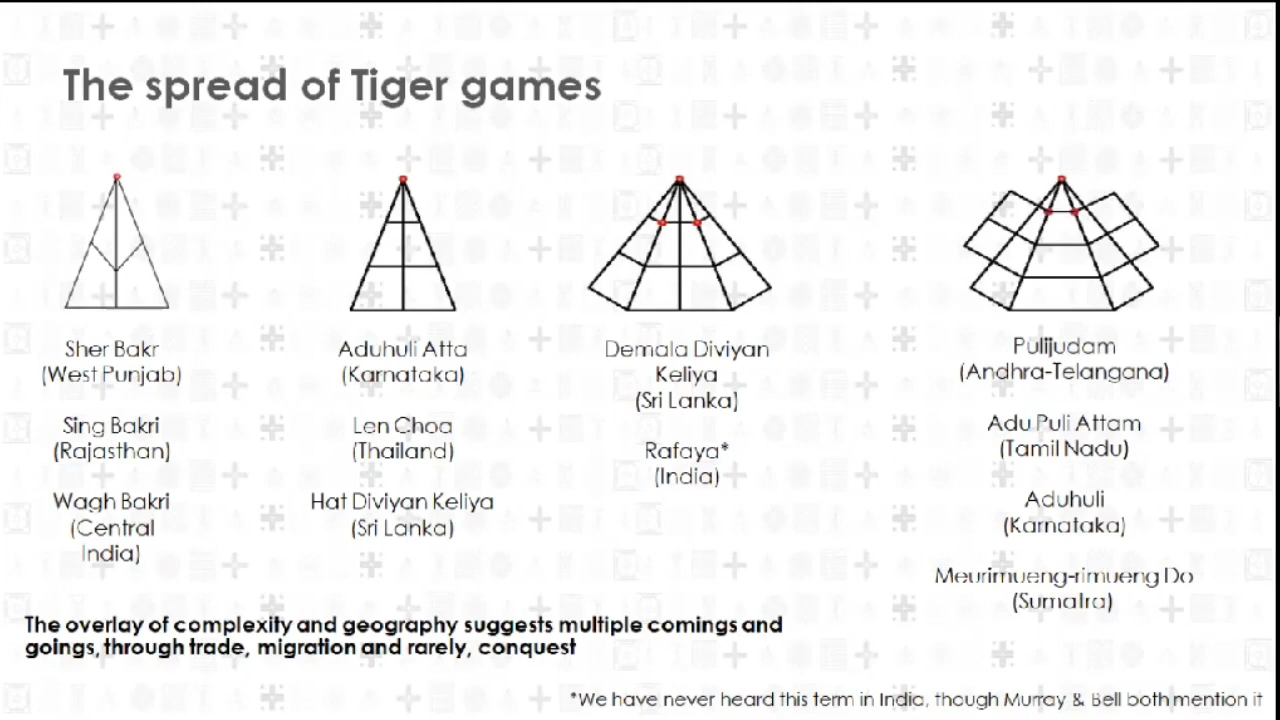 The spread of Tiger games
Sher Bakr
(West Punjab)
Sing Bakri
(Rajasthan)
Wagh Bakri
(Central
India)
Aduhuli Atta
(Karnataka)
Len Choa
(Thailand)
Hat Diviyan Keliya
(Sri Lanka)
Demala Diviyan
Keliya
(Sri Lanka)
Rafaya*
(India)
Pulijudam
(Andhra-Telangana)
Adu Puli Attam
(Tamil Nadu)
Aduhuli
(Karnataka)
Meurimueng-rimueng Do
(Sumatra)
The overlay of complexity and geography suggests multiple comings and
goings, through trade, migration and rarely, conquest
*We have never heard this term in India, though Murray & Bell both mention it